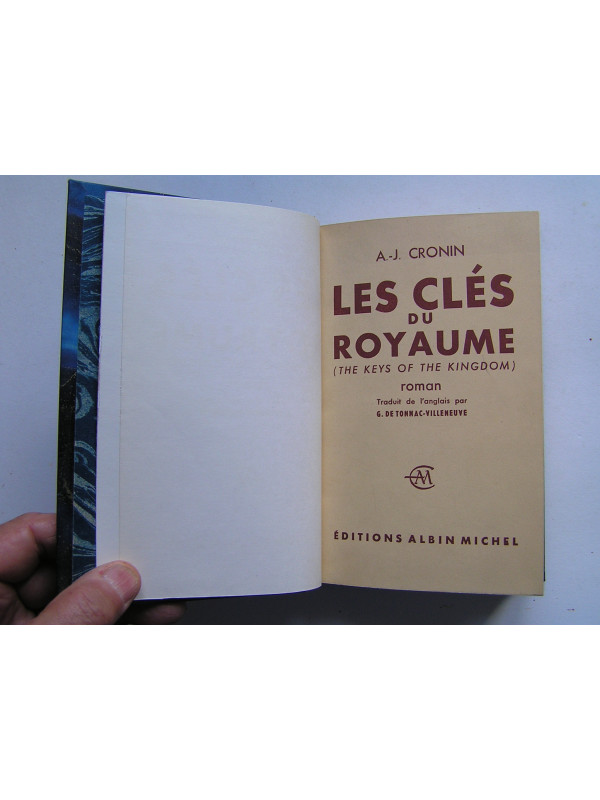 A.-J. CRONIN
LES CLÉS
DU
ROYAUME
(THE KEYS OF THE KINGDOM)
roman
Traduit de l'anglais par
G. DE TONNAC-VILLENEUVE
AM
ÉDITIONS ALBIN MICHEL